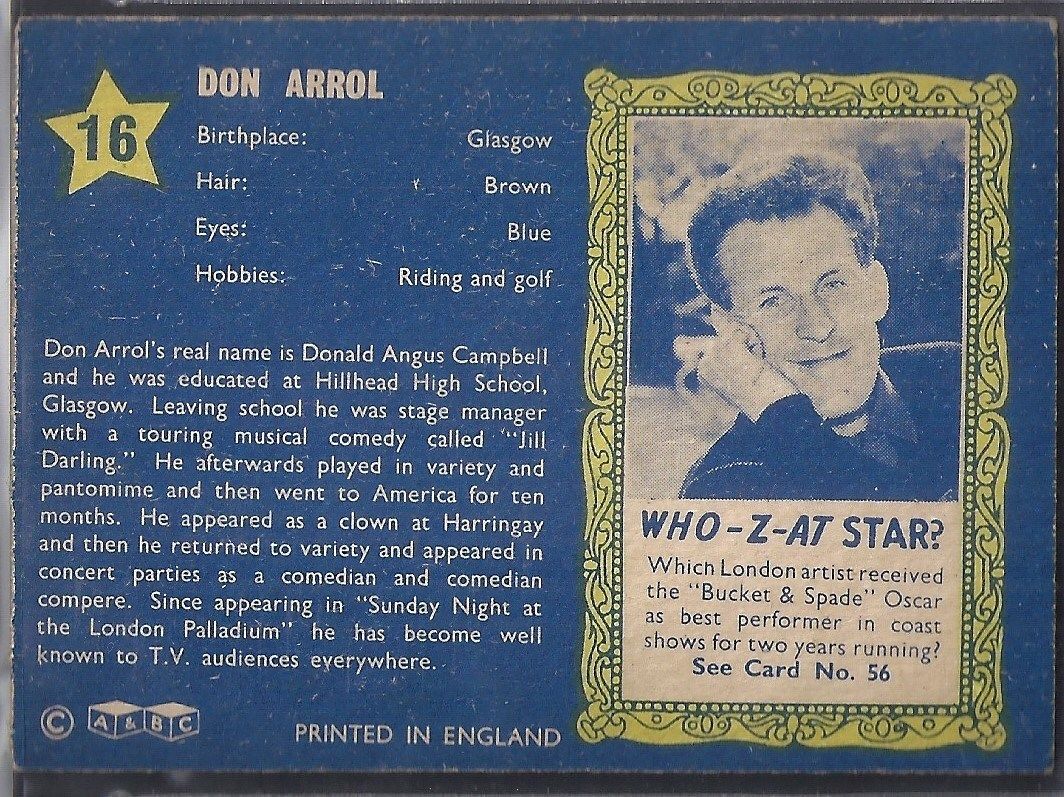 16
DON ARROL
Birthplace: Glasgow
Hair: Brown
Eyes: Blue
Hobbies: Riding and golf
Don Arrol's real name is Donald Angus Campbell
and he was educated at Hillhead High School,
Glasgow. Leaving school he was stage manager
with a touring musical comedy called "Jill
Darling." He afterwards played in variety and
pantomime and then went to America for ten
months. He appeared as a clown at Harringay
and then he returned to variety and appeared in
concert parties as a comedian and comedian
compere. Since appearing in "Sunday Night at
the London Palladium" he has become well
known to T.V. audiences everywhere.
© A & B C
PRINTED IN ENGLAND
WHO-Z-AT STAR?
Which London artist received
the "Bucket & Spade" Oscar
as best performer in coast
shows for two years running?
See Card No. 56